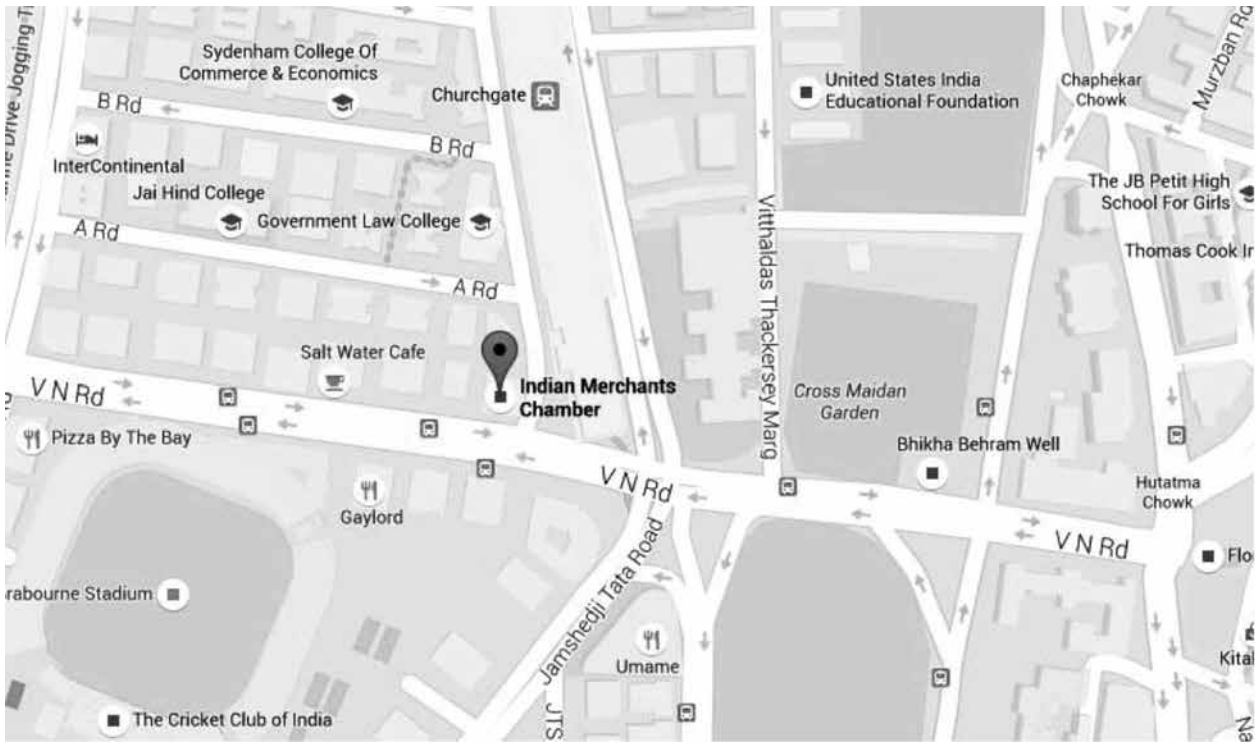 Sydenham College Of
Commerce & Economics
Churchgate
United States India
Educational Foundation
Chaphekar
Chowk
Murzban Rd
B Rd
B Rd
InterContinental
Jai Hind College
Government Law College
The JB Petit High
School For Girls
Thomas Cook
A Rd
A Rd
Drive Jogging
Vitthaldas Thackersey Marg
Salt Water Cafe
Indian Merchants
Chamber
Cross Maidan
Garden
V N Rd
Pizza By The Bay
Bhikha Behram Well
Gaylord
V N Rd
Hutatma
Chowk
V N Rd
Jamshedji Tata Road
rabourne Stadium
Umame
JTS
The Cricket Club of India